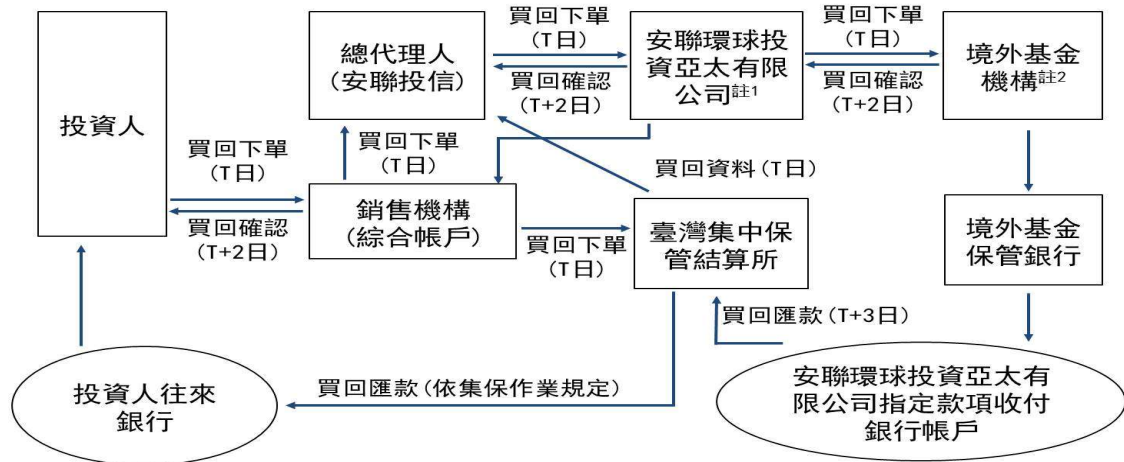 買回下單
(T日)
買回下單
(T日)
總代理人
(安聯投信)
安聯環球投
資亞太有限
公司註1
境外基金
機構註2
買回確認
(T+2日)
買回確認
(T+2日)
投資人
買回下單
(T日)
買回下單
(T日)
買回資料(T日)
銷售機構
(綜合帳戶)
買回確認
(T+2日)
買回下單
(T日)
臺灣集中保
管結算所
境外基金
保管銀行
買回匯款(T+3日)
投資人往來
銀行
買回匯款(依集保作業規定)
安聯環球投資亞太有
限公司指定款項收付
銀行帳戶